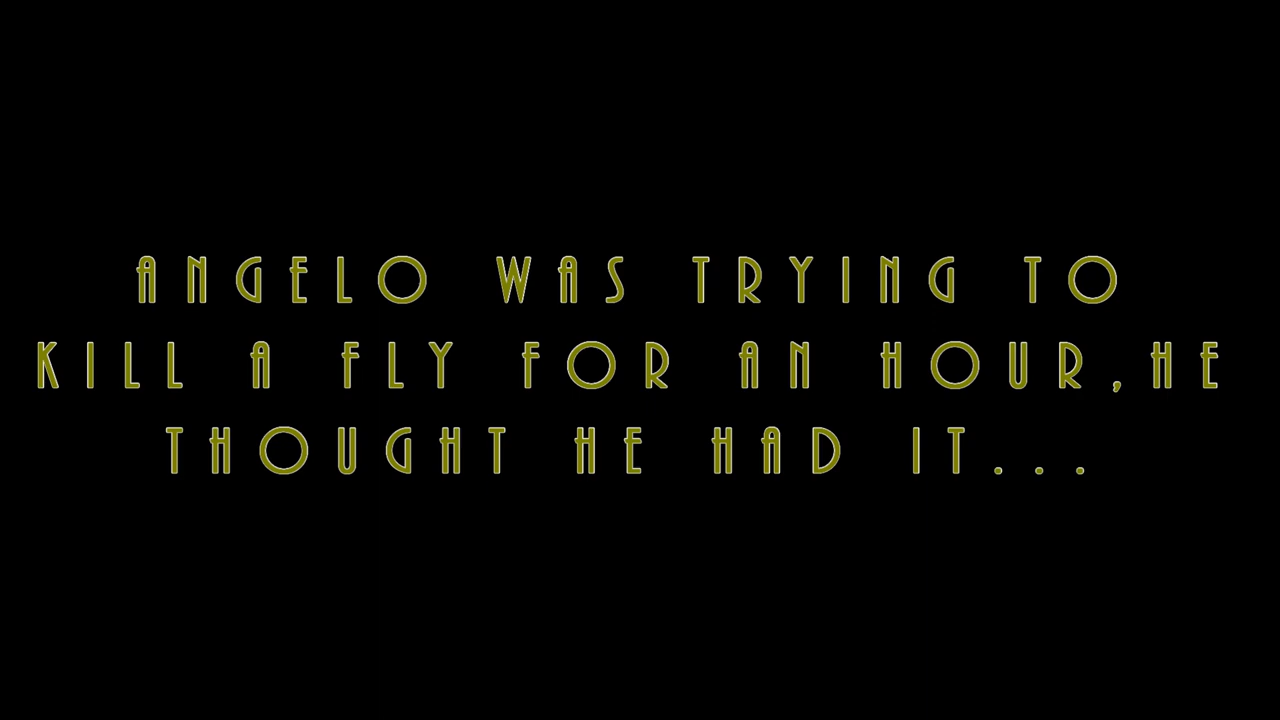 ANGELO WAS TRYING TO
KILL A FLY FOR AN HOUR,HE
THOUGHT HE HAD IT...